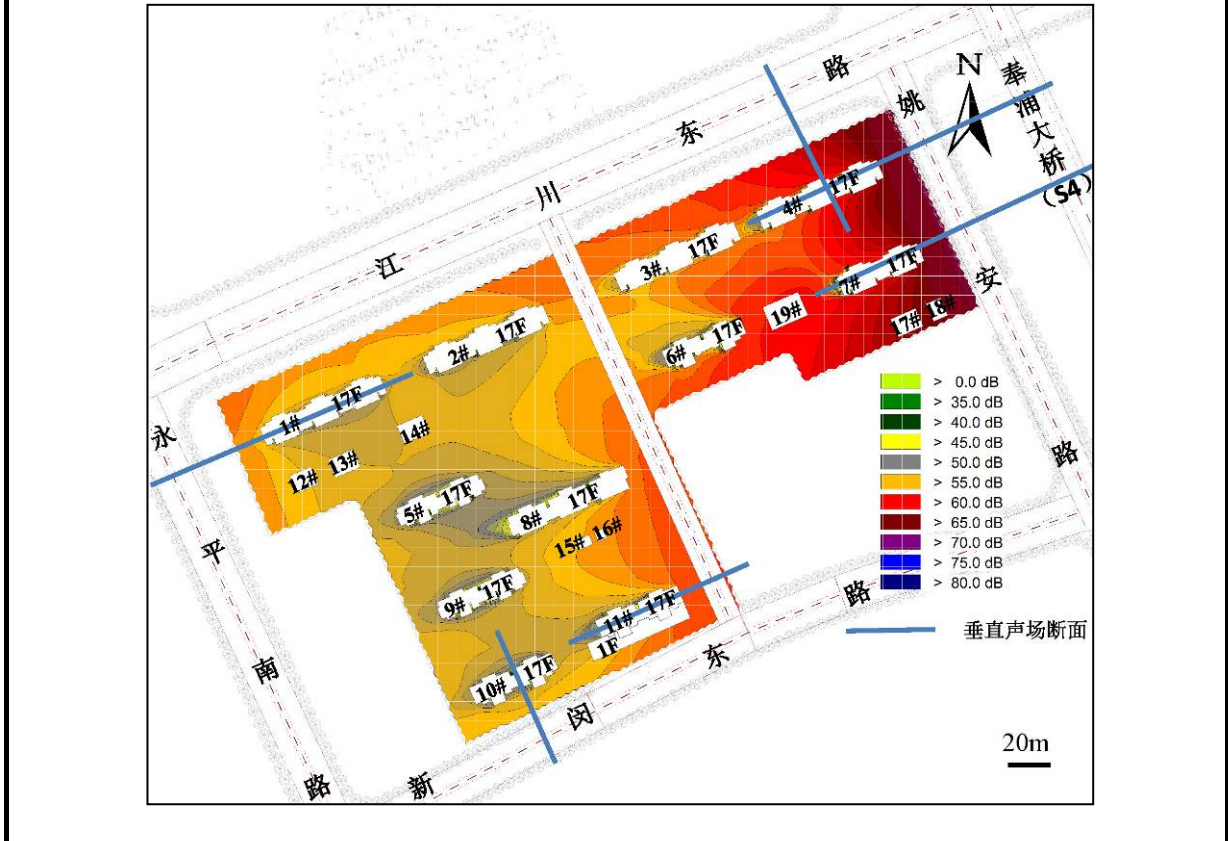 江川东路
N
奉浦大桥(S4)
姚安路
4# 17F
3# 17F
7# 17F
19#
17# 18#
6# 17F
2# 17F
1# 17F
14#
12# 13#
5# 17F
8# 17F
15# 16#
9# 17F
11# 17F
1F
10# 17F
永平南路
新闵东路
> 0.0 dB
> 35.0 dB
> 40.0 dB
> 45.0 dB
> 50.0 dB
> 55.0 dB
> 60.0 dB
> 65.0 dB
> 70.0 dB
> 75.0 dB
> 80.0 dB
垂直声场断面
20m